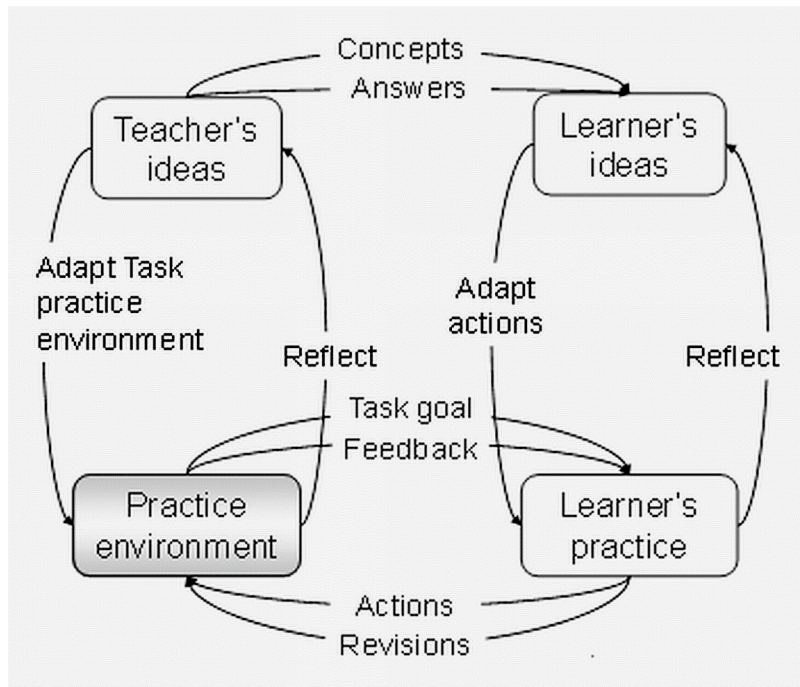 Concepts
Answers
Teacher's
ideas
Learner's
ideas
Adapt Task
practice
environment
Reflect
Adapt
actions
Reflect
Task goal
Feedback
Practice
environment
Learner's
practice
Actions
Revisions